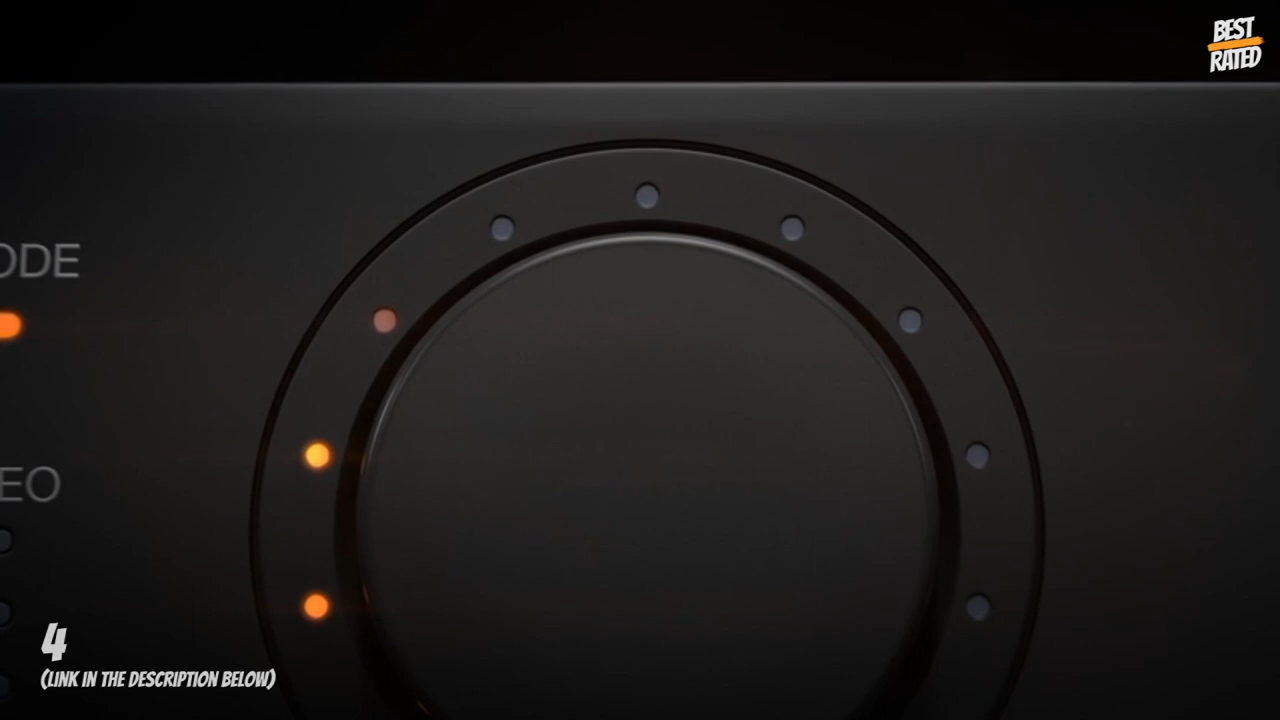 BEST
RATED
ODE
EO
4
(LINK IN THE DESCRIPTION BELOW)